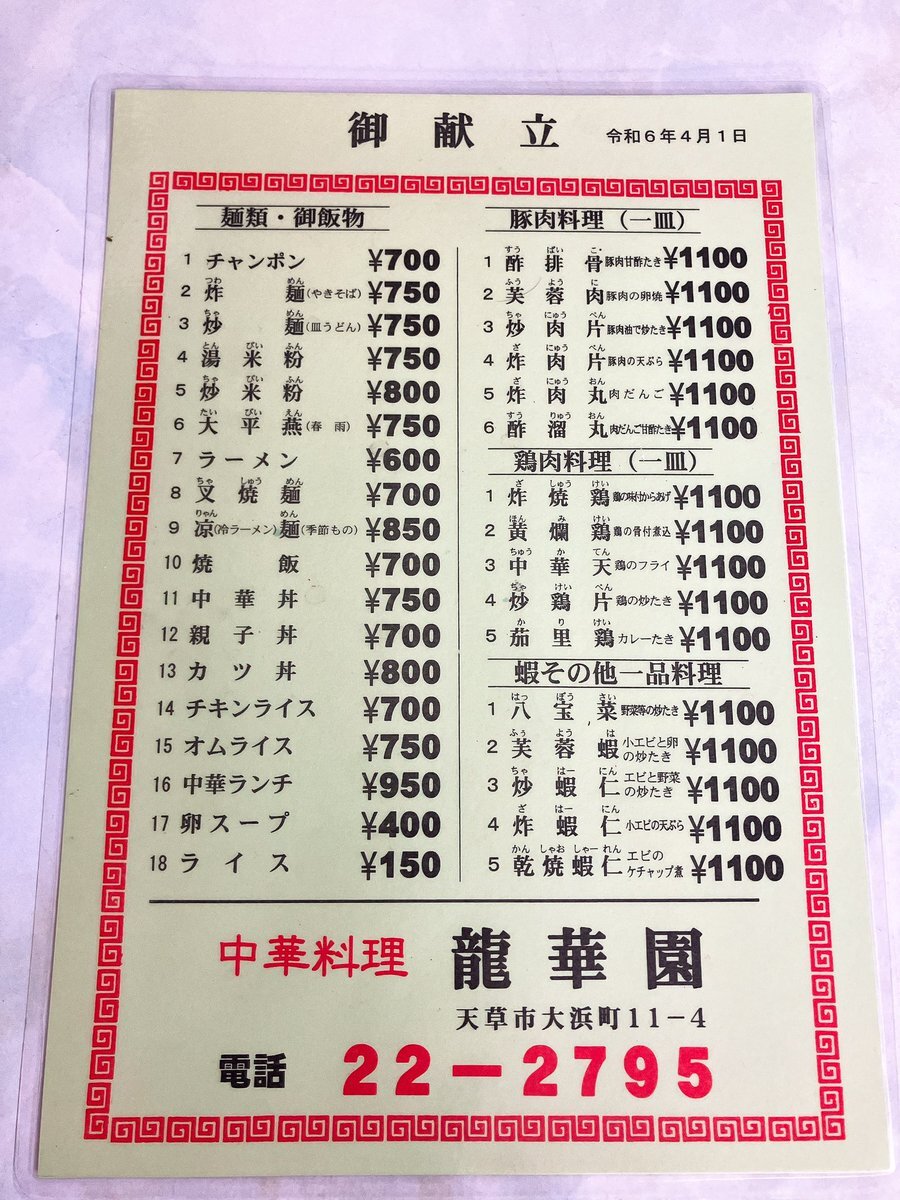 御献立 令和6年4月1日
麺類・御飯物
1 チャンポン ¥700
2 炸麺(やきそば) ¥750
3 炒麺(皿うどん) ¥750
4 湯米粉 ¥750
5 炒米粉 ¥800
6 大平燕(春雨) ¥750
7 ラーメン ¥600
8 叉焼麺 ¥700
9 凉(冷ラーメン)麺(季節もの) ¥850
10 焼飯 ¥700
11 中華丼 ¥750
12 親子丼 ¥700
13 カツ丼 ¥800
14 チキンライス ¥700
15 オムライス ¥750
16 中華ランチ ¥950
17 卵スープ ¥400
18 ライス ¥150
豚肉料理(一皿)
1 酢排骨 豚肉甘酢たき ¥1100
2 芙蓉肉 豚肉の卵焼 ¥1100
3 炒肉片 豚肉油で炒たき ¥1100
4 炸肉片 豚肉の天ぷら ¥1100
5 炸肉丸 肉だんご ¥1100
6 酢溜丸 肉だんご甘酢たき ¥1100
鶏肉料理(一皿)
1 炸焼鶏 鶏の味付からあげ ¥1100
2 黄爛鶏 鶏の骨付煮込 ¥1100
3 中華天 鶏のフライ ¥1100
4 炒鶏片 鶏の炒たき ¥1100
5 茄里鶏 カレーたき ¥1100
蝦その他一品料理
1 八宝菜 野菜等の炒たき ¥1100
2 芙蓉蝦 小エビと卵の炒たき ¥1100
3 炒蝦仁 エビと野菜の炒たき ¥1100
4 炸蝦仁 小エビの天ぷら ¥1100
5 乾焼蝦仁 エビのケチャップ煮 ¥1100
中華料理 龍華園
天草市大浜町11-4
電話 22-2795